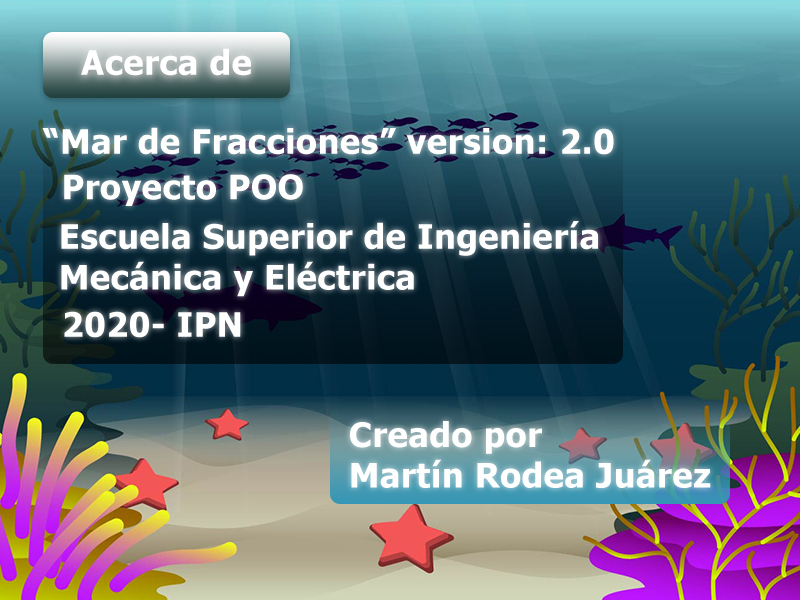 Acerca de
“Mar de Fracciones” version: 2.0
Proyecto POO
Escuela Superior de Ingeniería
Mecánica y Eléctrica
2020- IPN
Creado por
Martín Rodea Juárez